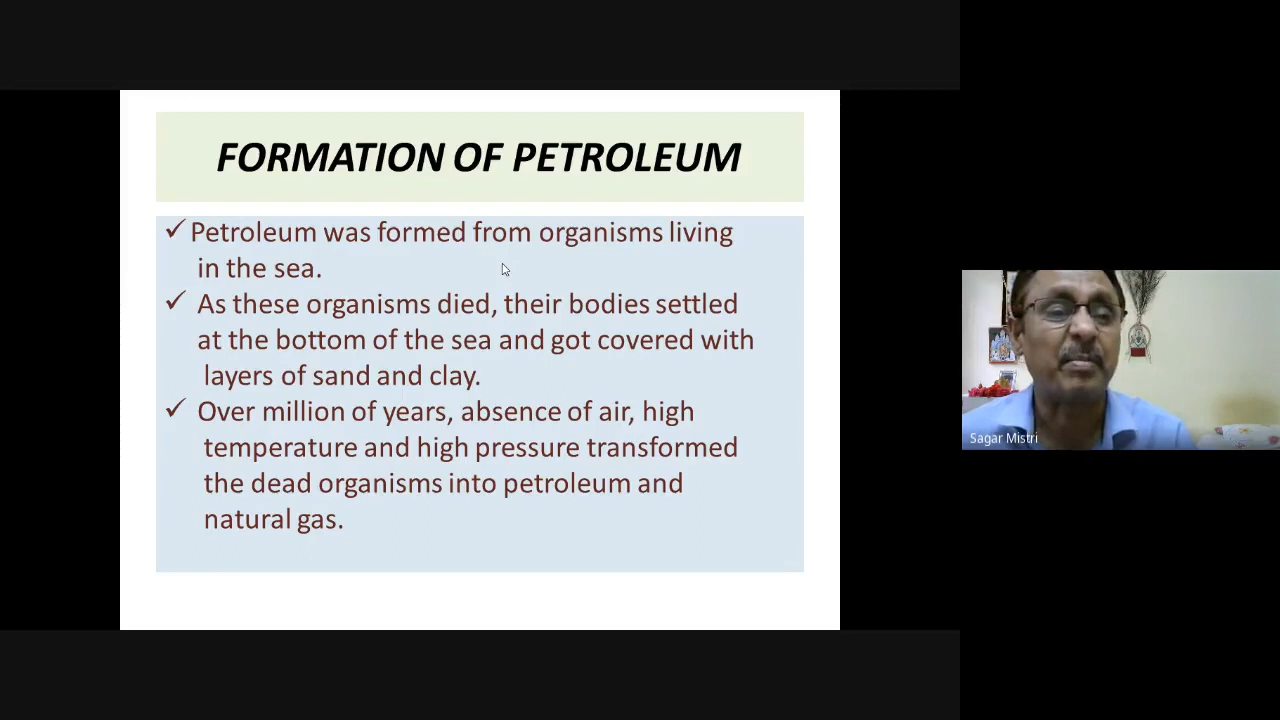 FORMATION OF PETROLEUM
✓Petroleum was formed from organisms living
in the sea.
✓ As these organisms died, their bodies settled
at the bottom of the sea and got covered with
layers of sand and clay.
✓ Over million of years, absence of air, high
temperature and high pressure transformed
the dead organisms into petroleum and
natural gas.
Sagar Mistri